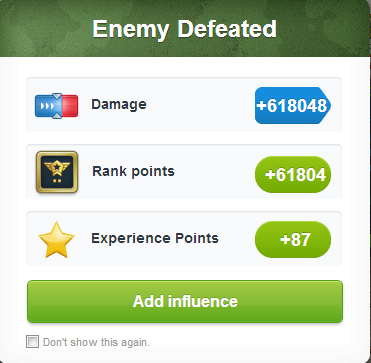 Enemy Defeated
Damage +618048
Rank points +61804
Experience Points +87
Add influence
Don't show this again.